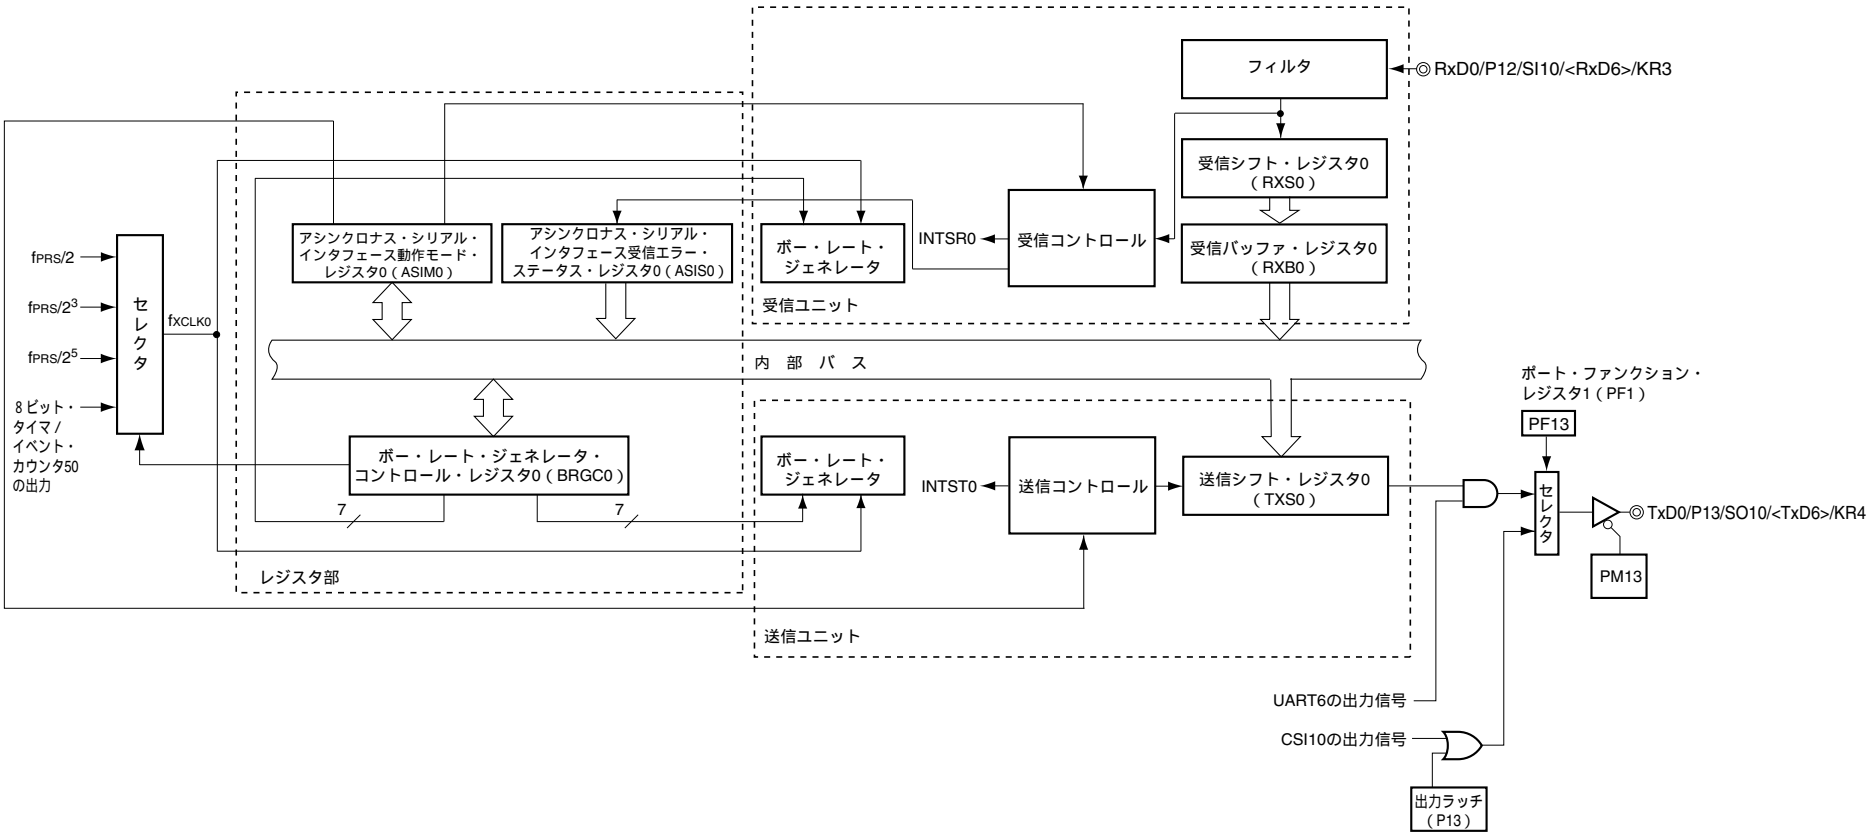 フィルタ
RxD0/P12/SI10/<RxD6>/KR3
受信シフト・レジスタ0
(RXS0)
受信バッファ・レジスタ0
(RXB0)
受信コントロール
INTSR0
ボー・レート・
ジェネレータ
受信ユニット
アシンクロナス・シリアル・
インタフェース動作モード・
レジスタ0(ASIM0)
アシンクロナス・シリアル・
インタフェース受信エラー・
ステータス・レジスタ0(ASIS0)
fPRS/2
fPRS/2³
fPRS/2⁵
8ビット・
タイマ/
イベント・
カウンタ50
の出力
セレクタ
fXCLK0
内部バス
ボー・レート・ジェネレータ・
コントロール・レジスタ0(BRGC0)
7
7
レジスタ部
ボー・レート・
ジェネレータ
INTST0
送信コントロール
送信シフト・レジスタ0
(TXS0)
送信ユニット
ポート・ファンクション・
レジスタ1(PF1)
PF13
セレクタ
TxD0/P13/SO10/<TxD6>/KR4
PM13
UART6の出力信号
CSI10の出力信号
出力ラッチ
(P13)